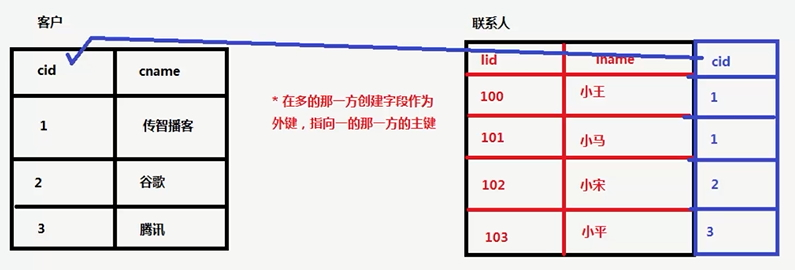 客户
cid cname
1 传智播客
2 谷歌
3 腾讯
* 在多的那一方创建字段作为
外键，指向一的那一方的主键
联系人
lid lname cid
100 小王 1
101 小马 1
102 小宋 2
103 小平 3